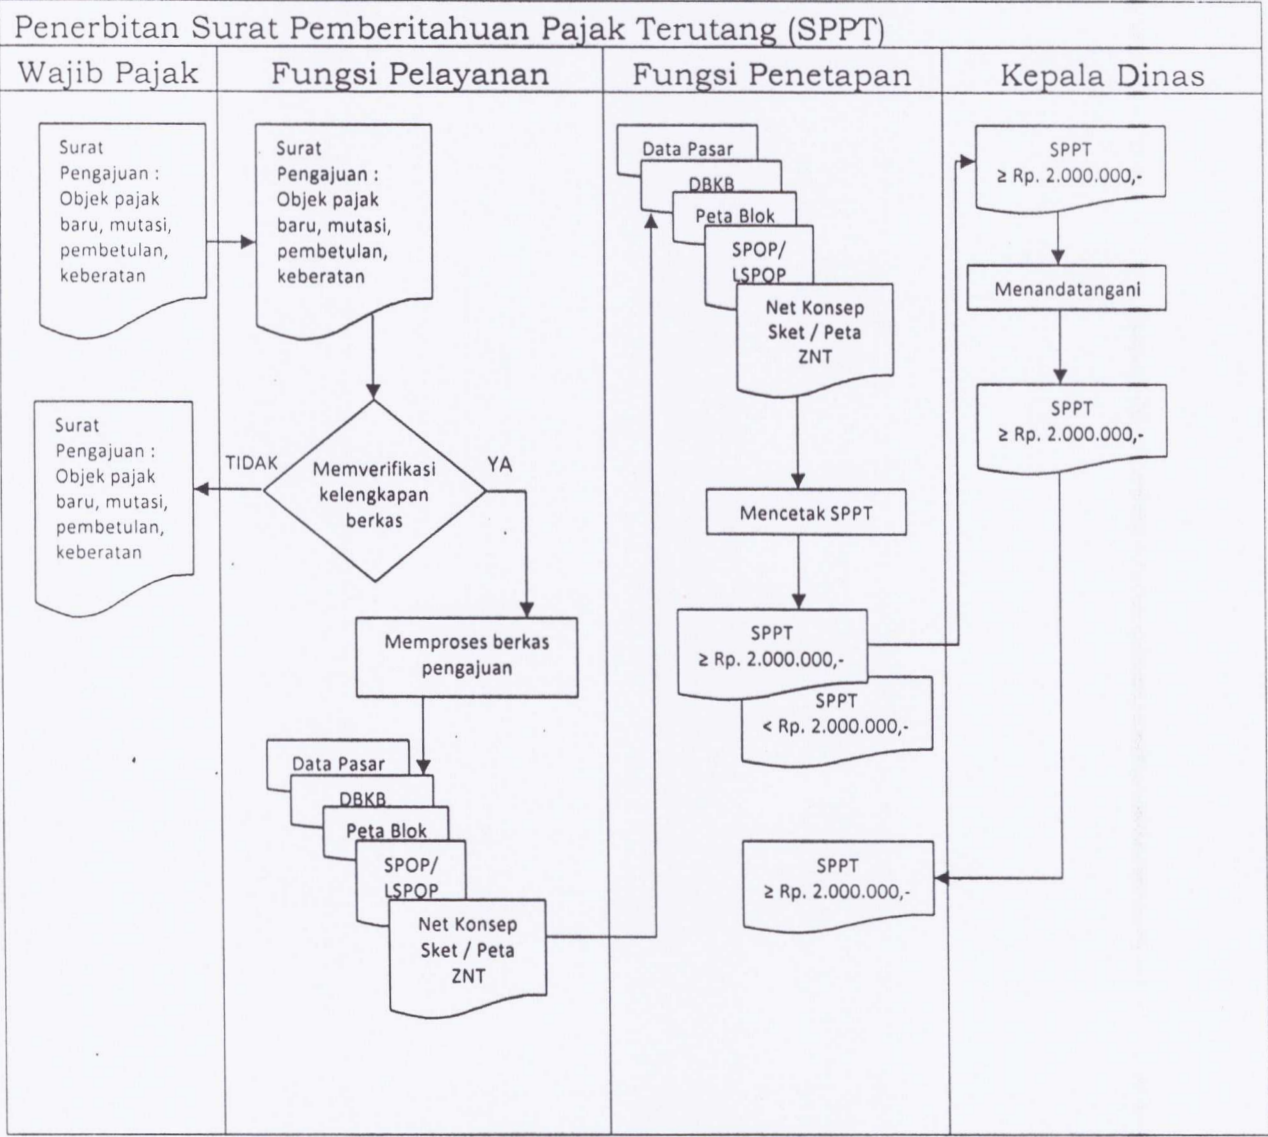 Penerbitan Surat Pemberitahuan Pajak Terutang (SPPT)
Wajib Pajak
Fungsi Pelayanan
Fungsi Penetapan
Kepala Dinas
Surat
Pengajuan :
Objek pajak
baru, mutasi,
pembetulan,
keberatan
Surat
Pengajuan :
Objek pajak
baru, mutasi,
pembetulan,
keberatan
Surat
Pengajuan :
Objek pajak
baru, mutasi,
pembetulan,
keberatan
TIDAK
Memverifikasi
kelengkapan
berkas
YA
Memproses berkas
pengajuan
Data Pasar
DBKB
Peta Blok
SPOP/
LSPOP
Net Konsep
Sket / Peta
ZNT
Data Pasar
DBKB
Peta Blok
SPOP/
LSPOP
Net Konsep
Sket / Peta
ZNT
Mencetak SPPT
SPPT
≥ Rp. 2.000.000,-
SPPT
< Rp. 2.000.000,-
SPPT
≥ Rp. 2.000.000,-
Menandatangani
SPPT
≥ Rp. 2.000.000,-
SPPT
≥ Rp. 2.000.000,-